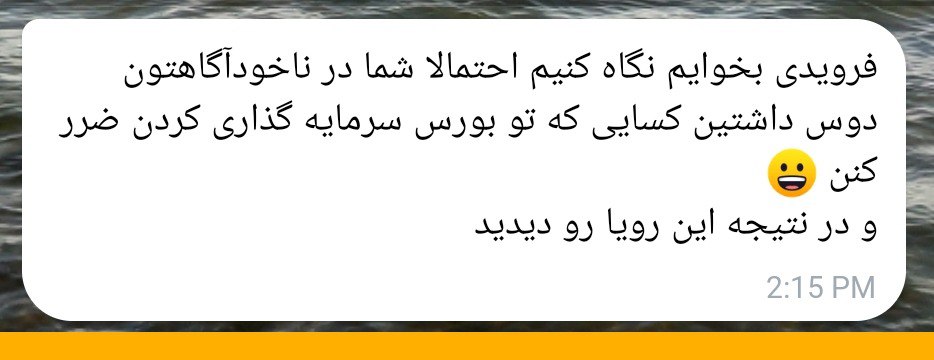 فرویدی بخوایم نگاه کنیم احتمالا شما در ناخودآگاهتون
دوس داشتین کسایی که تو بورس سرمایه گذاری کردن ضرر
کنن 😀
و در نتیجه این رویا رو دیدید
2:15 PM